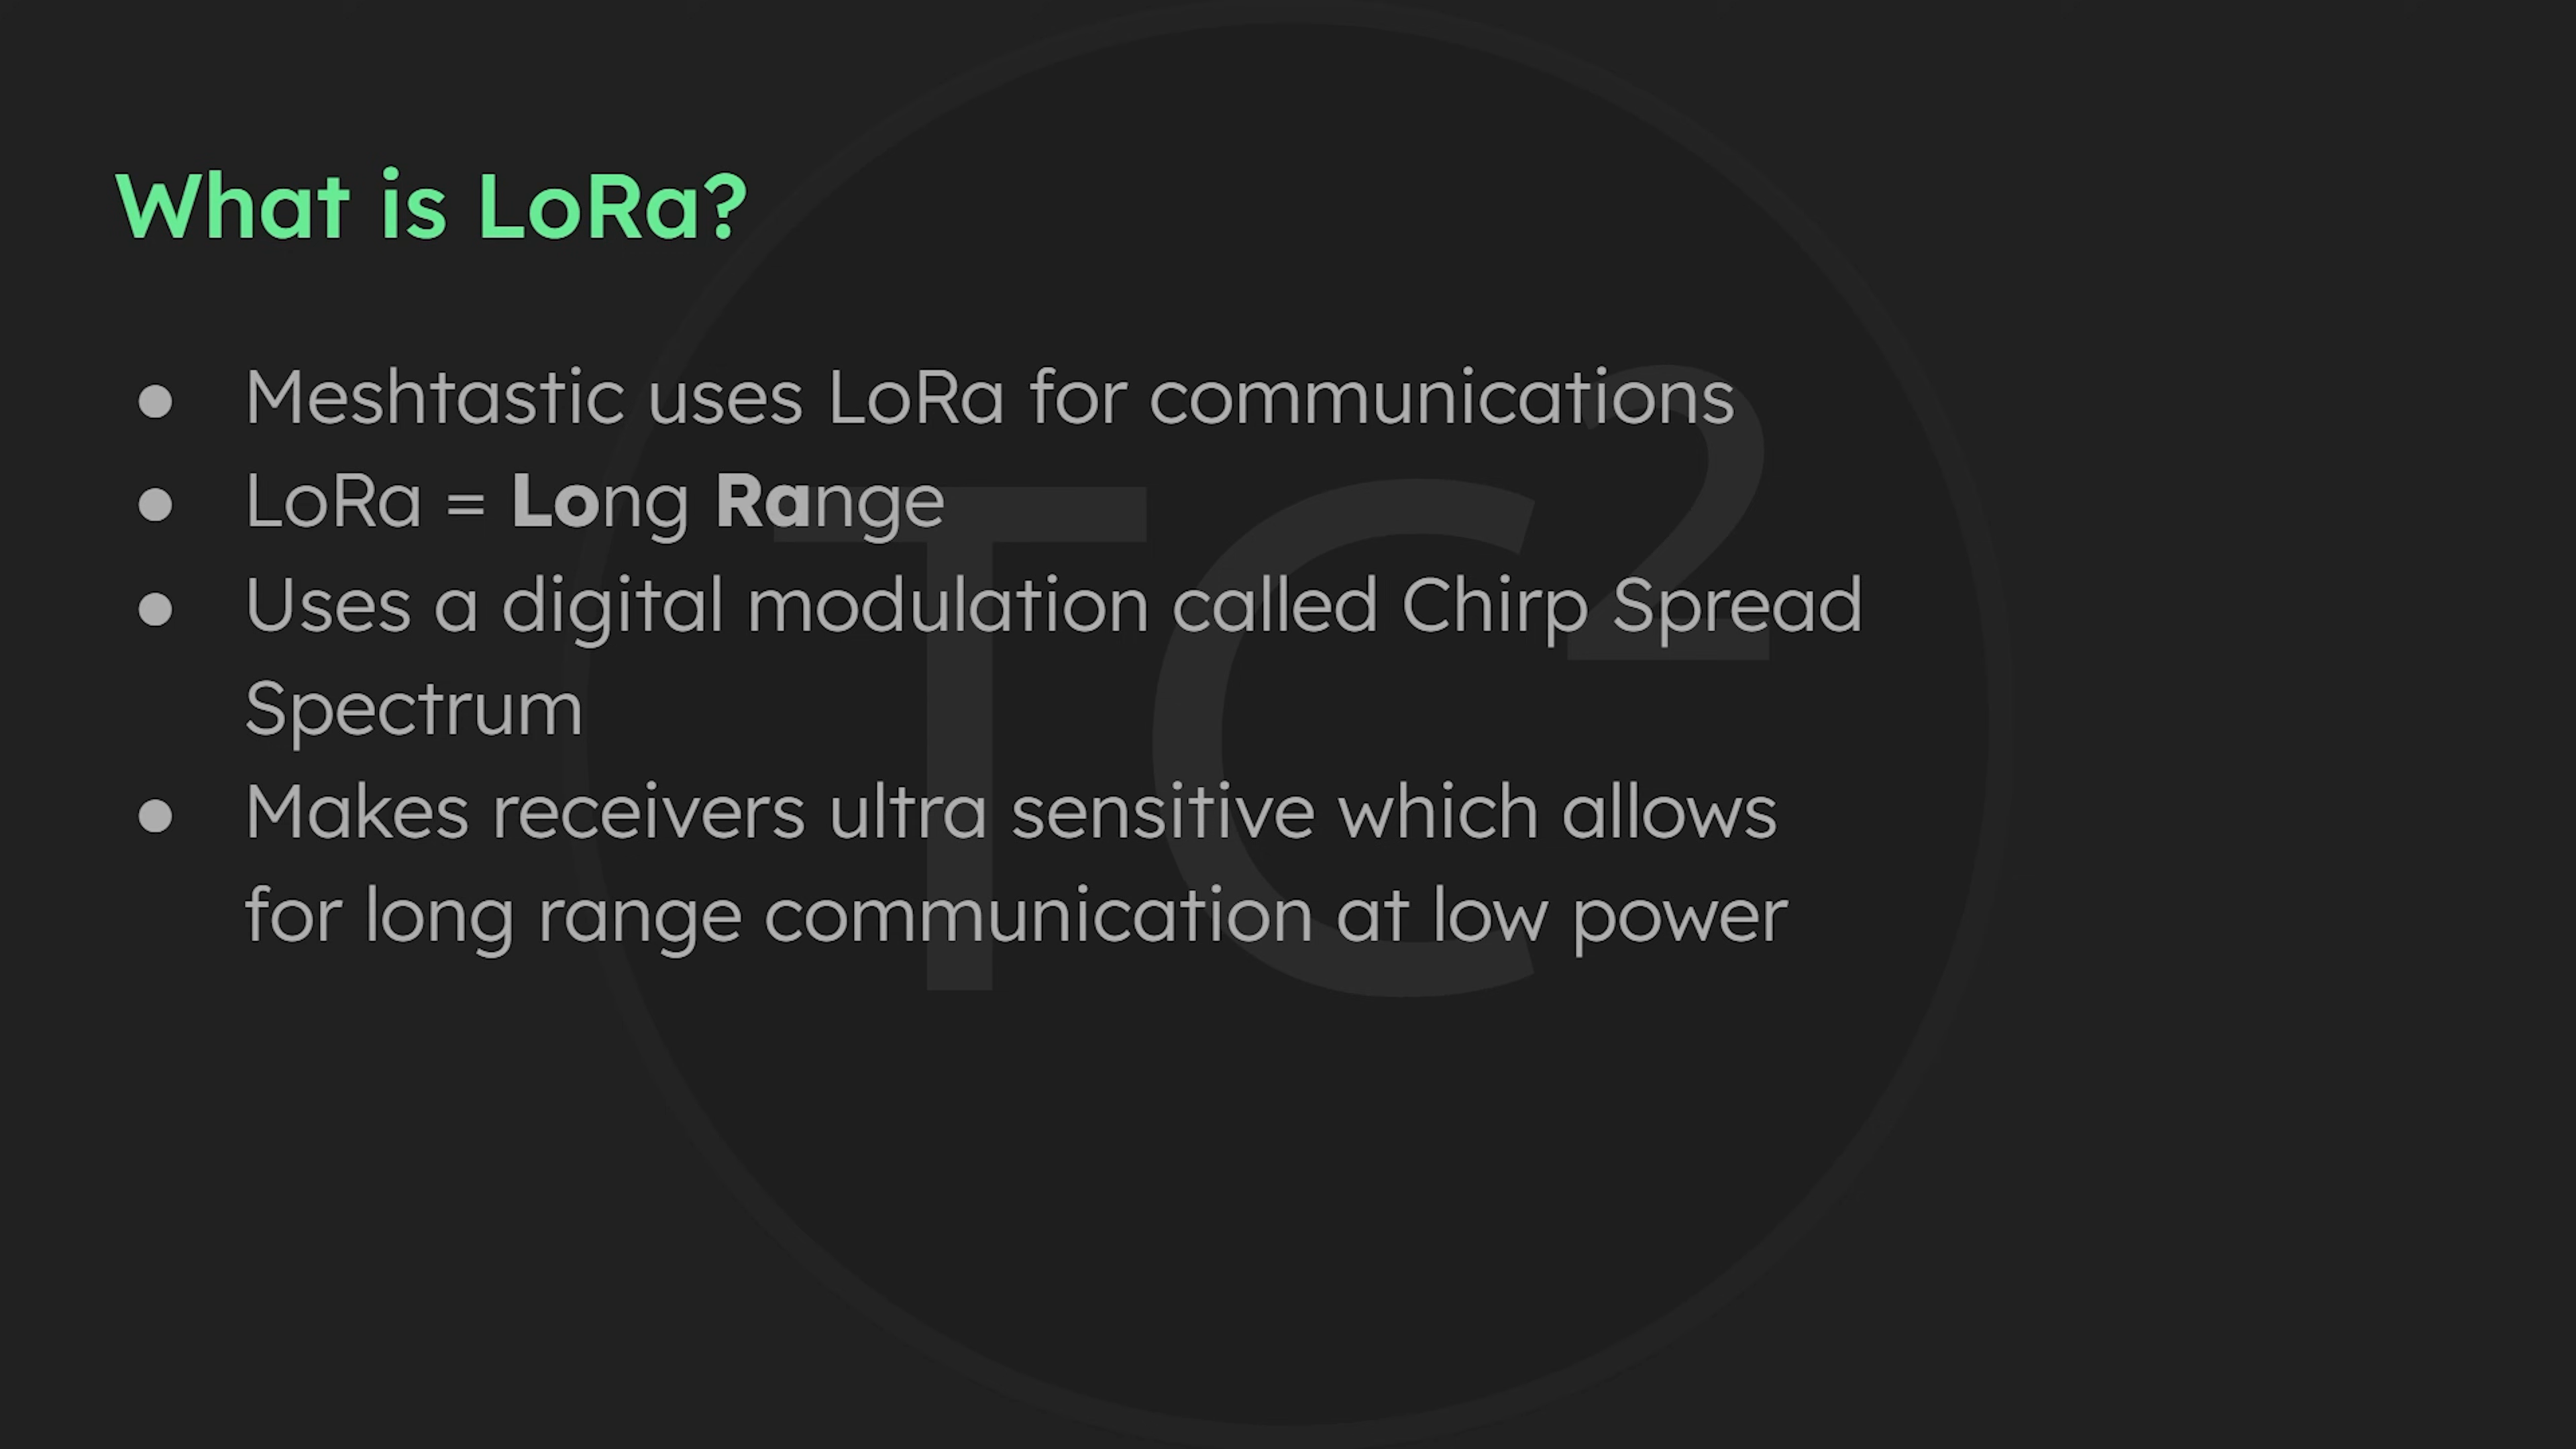 What is LoRa?
● Meshtastic uses LoRa for communications
● LoRa = Long Range
● Uses a digital modulation called Chirp Spread
Spectrum
● Makes receivers ultra sensitive which allows
for long range communication at low power
TC²